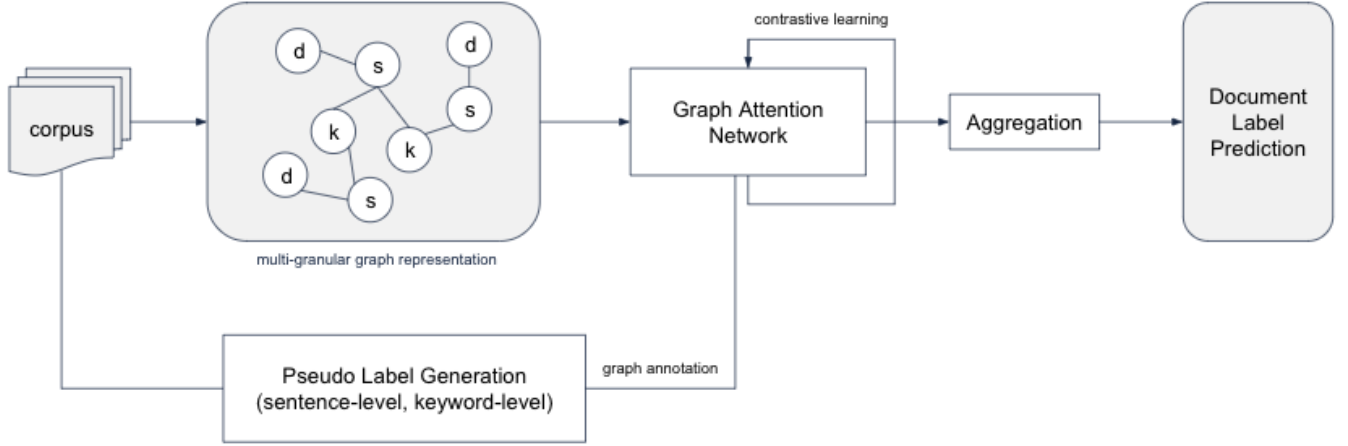 contrastive learning
d
d
s
corpus
k
s
k
d
s
Graph Attention
Network
Aggregation
Document
Label
Prediction
multi-granular graph representation
Pseudo Label Generation
(sentence-level, keyword-level)
graph annotation